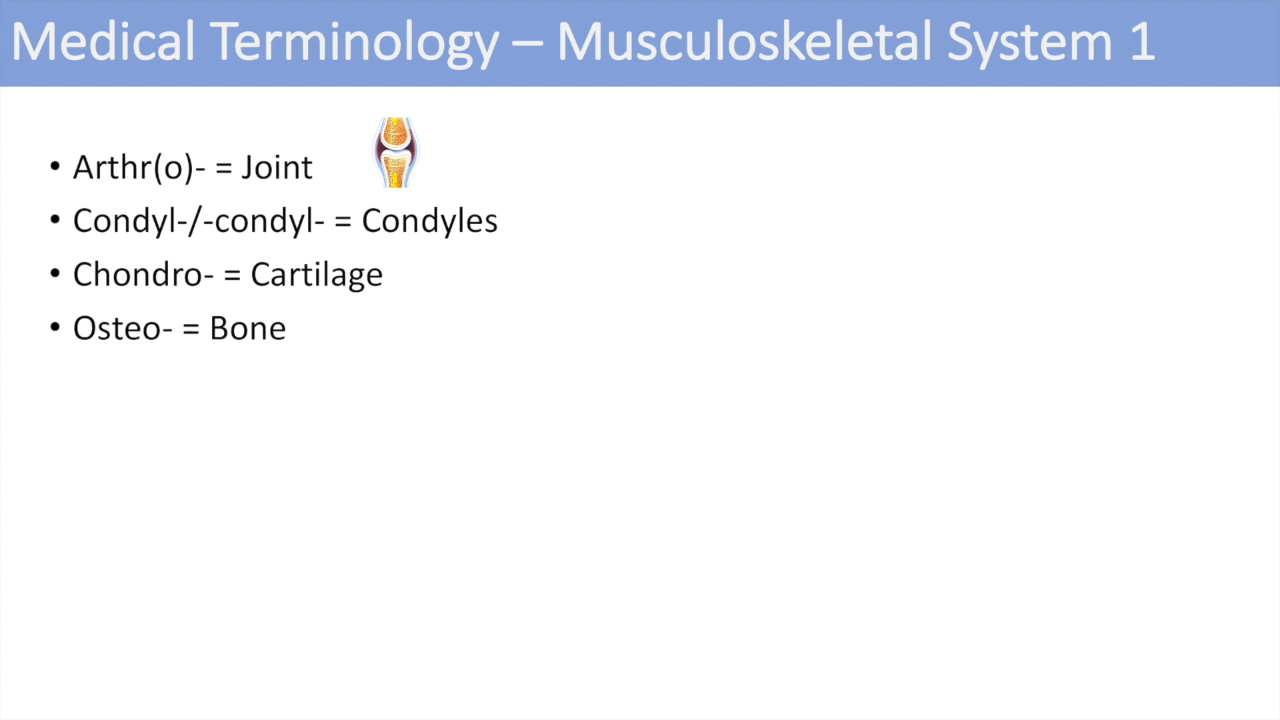 Medical Terminology – Musculoskeletal System 1
• Arthr(o)- = Joint
• Condyl-/-condyl- = Condyles
• Chondro- = Cartilage
• Osteo- = Bone